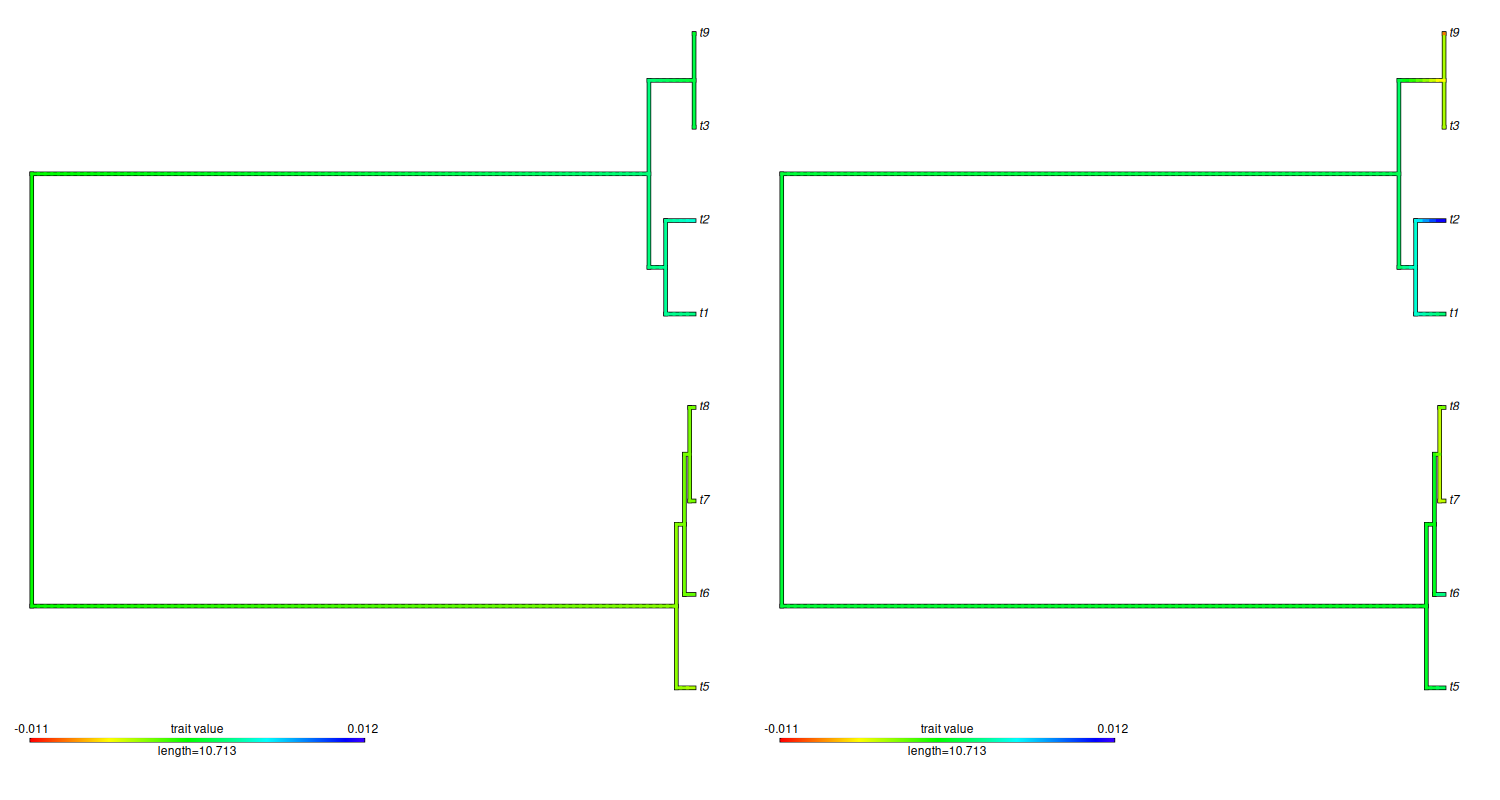 t9
t3
t2
t1
t8
t7
t6
t5
-0.011 trait value 0.012
length=10.713
t9
t3
t2
t1
t8
t7
t6
t5
-0.011 trait value 0.012
length=10.713